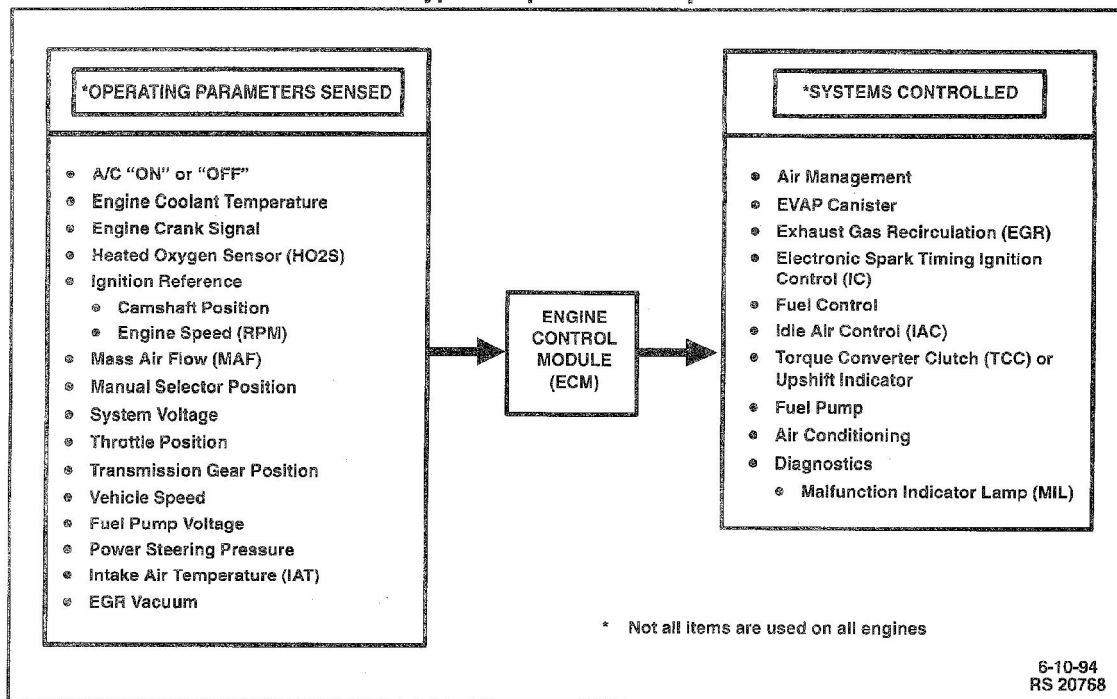 *OPERATING PARAMETERS SENSED
A/C "ON" or "OFF"
Engine Coolant Temperature
Engine Crank Signal
Heated Oxygen Sensor (HO2S)
Ignition Reference
Camshaft Position
Engine Speed (RPM)
Mass Air Flow (MAF)
Manual Selector Position
System Voltage
Throttle Position
Transmission Gear Position
Vehicle Speed
Fuel Pump Voltage
Power Steering Pressure
Intake Air Temperature (IAT)
EGR Vacuum
ENGINE
CONTROL
MODULE
(ECM)
*SYSTEMS CONTROLLED
Air Management
EVAP Canister
Exhaust Gas Recirculation (EGR)
Electronic Spark Timing Ignition
Control (IC)
Fuel Control
Idle Air Control (IAC)
Torque Converter Clutch (TCC) or
Upshift Indicator
Fuel Pump
Air Conditioning
Diagnostics
Malfunction Indicator Lamp (MIL)
* Not all items are used on all engines
6-10-94
RS 20768